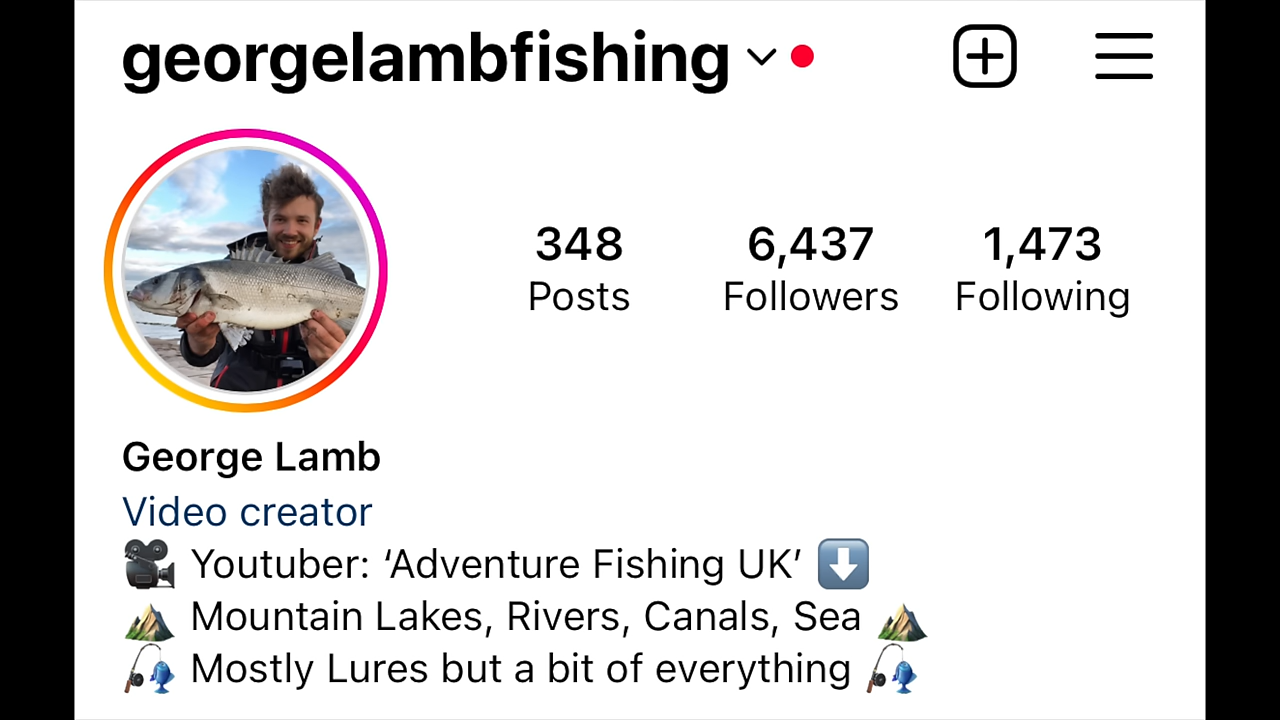 georgelambfishing
348 6,437 1,473
Posts Followers Following
George Lamb
Video creator
Youtuber: ‘Adventure Fishing UK’
Mountain Lakes, Rivers, Canals, Sea
Mostly Lures but a bit of everything